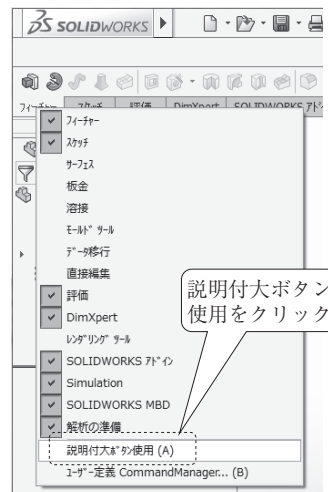 SOLIDWORKS
フィーチャー スケッチ 評価 DimXpert SOLIDWORKS アドイン
フィーチャー
スケッチ
サーフェス
板金
溶接
モールド ツール
データ移行
直接編集
評価
DimXpert
レンダリング ツール
SOLIDWORKS アドイン
Simulation
SOLIDWORKS MBD
解析の準備
説明付大ボタン使用 (A)
ユーザー定義 CommandManager... (B)
説明付大ボタン
使用をクリック